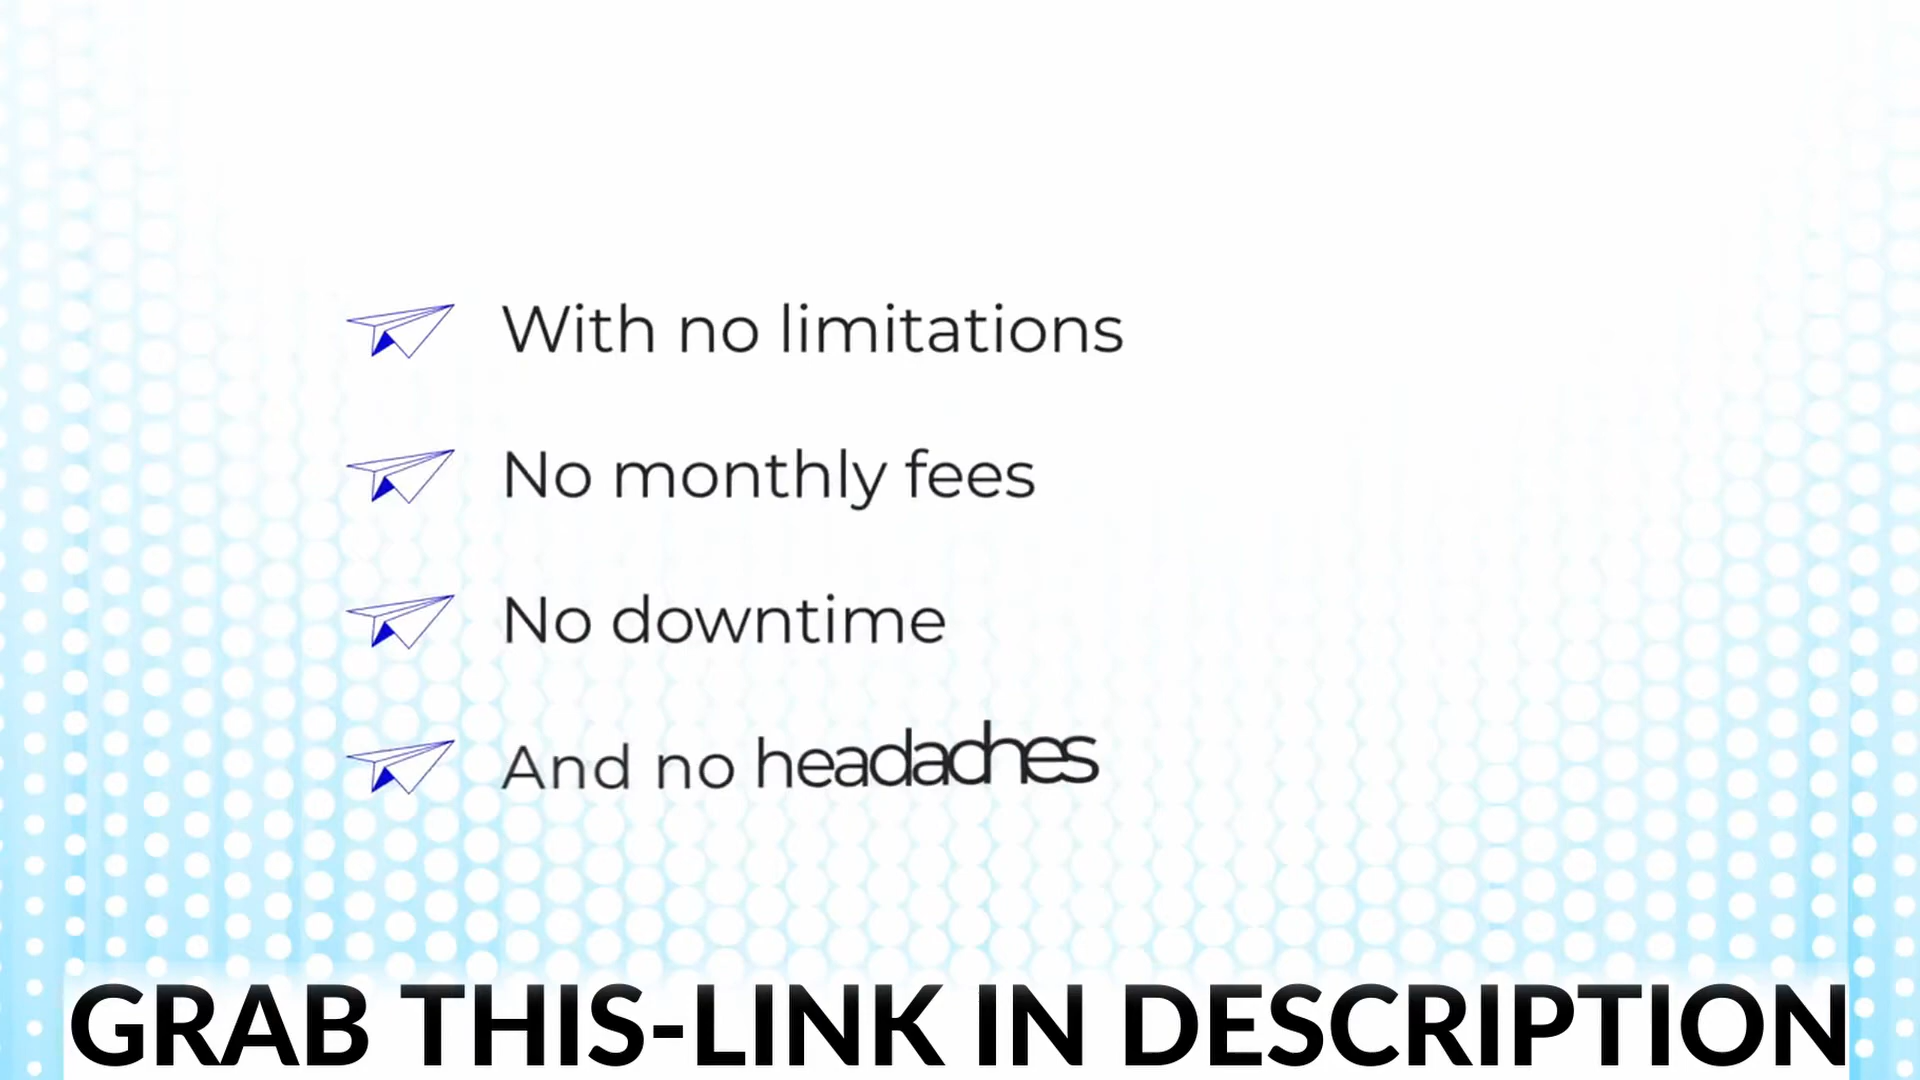 With no limitations
No monthly fees
No downtime
And no headaches
GRAB THIS-LINK IN DESCRIPTION